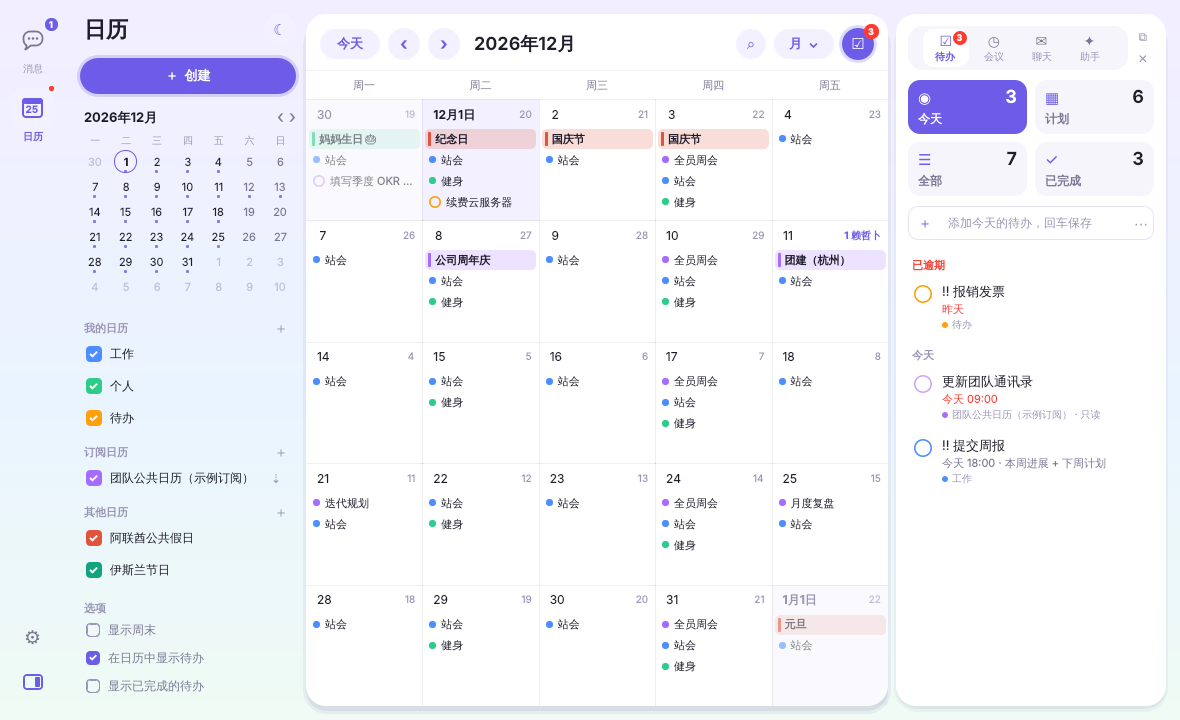 1
消息
25
日历
日历
+ 创建
2026年12月
一 二 三 四 五 六 日
30 1 2 3 4 5 6
7 8 9 10 11 12 13
14 15 16 17 18 19 20
21 22 23 24 25 26 27
28 29 30 31 1 2 3
4 5 6 7 8 9 10
我的日历 +
工作
个人
待办
订阅日历 +
团队公共日历（示例订阅）
其他日历 +
阿联酋公共假日
伊斯兰节日
选项
显示周末
在日历中显示待办
显示已完成的待办
今天
2026年12月
月
3
周一 周二 周三 周四 周五
30 19 12月1日 20 2 21 3 22 4 23
妈妈生日🎂 纪念日 国庆节 国庆节 站会
站会 站会 站会 全员周会
填写季度 OKR ... 健身 站会
续费云服务器 健身
7 26 8 27 9 28 10 29 11 1 赖哲卜
站会 公司周年庆 站会 全员周会 团建（杭州）
站会 站会 站会
健身 健身
14 4 15 5 16 6 17 7 18 8
站会 站会 站会 全员周会 站会
健身 站会
健身
21 11 22 12 23 13 24 14 25 15
迭代规划 站会 站会 全员周会 月度复盘
站会 健身 站会 站会
健身
28 18 29 19 30 20 31 21 1月1日 22
站会 站会 站会 全员周会 元旦
健身 站会 站会
健身
3
待办 会议 聊天 助手
3
今天
6
计划
7
全部
3
已完成
+ 添加今天的待办，回车保存 ...
已逾期
!! 报销发票
昨天
待办
今天
更新团队通讯录
今天 09:00
团队公共日历（示例订阅） · 只读
!! 提交周报
今天 18:00 · 本周进展 + 下周计划
工作